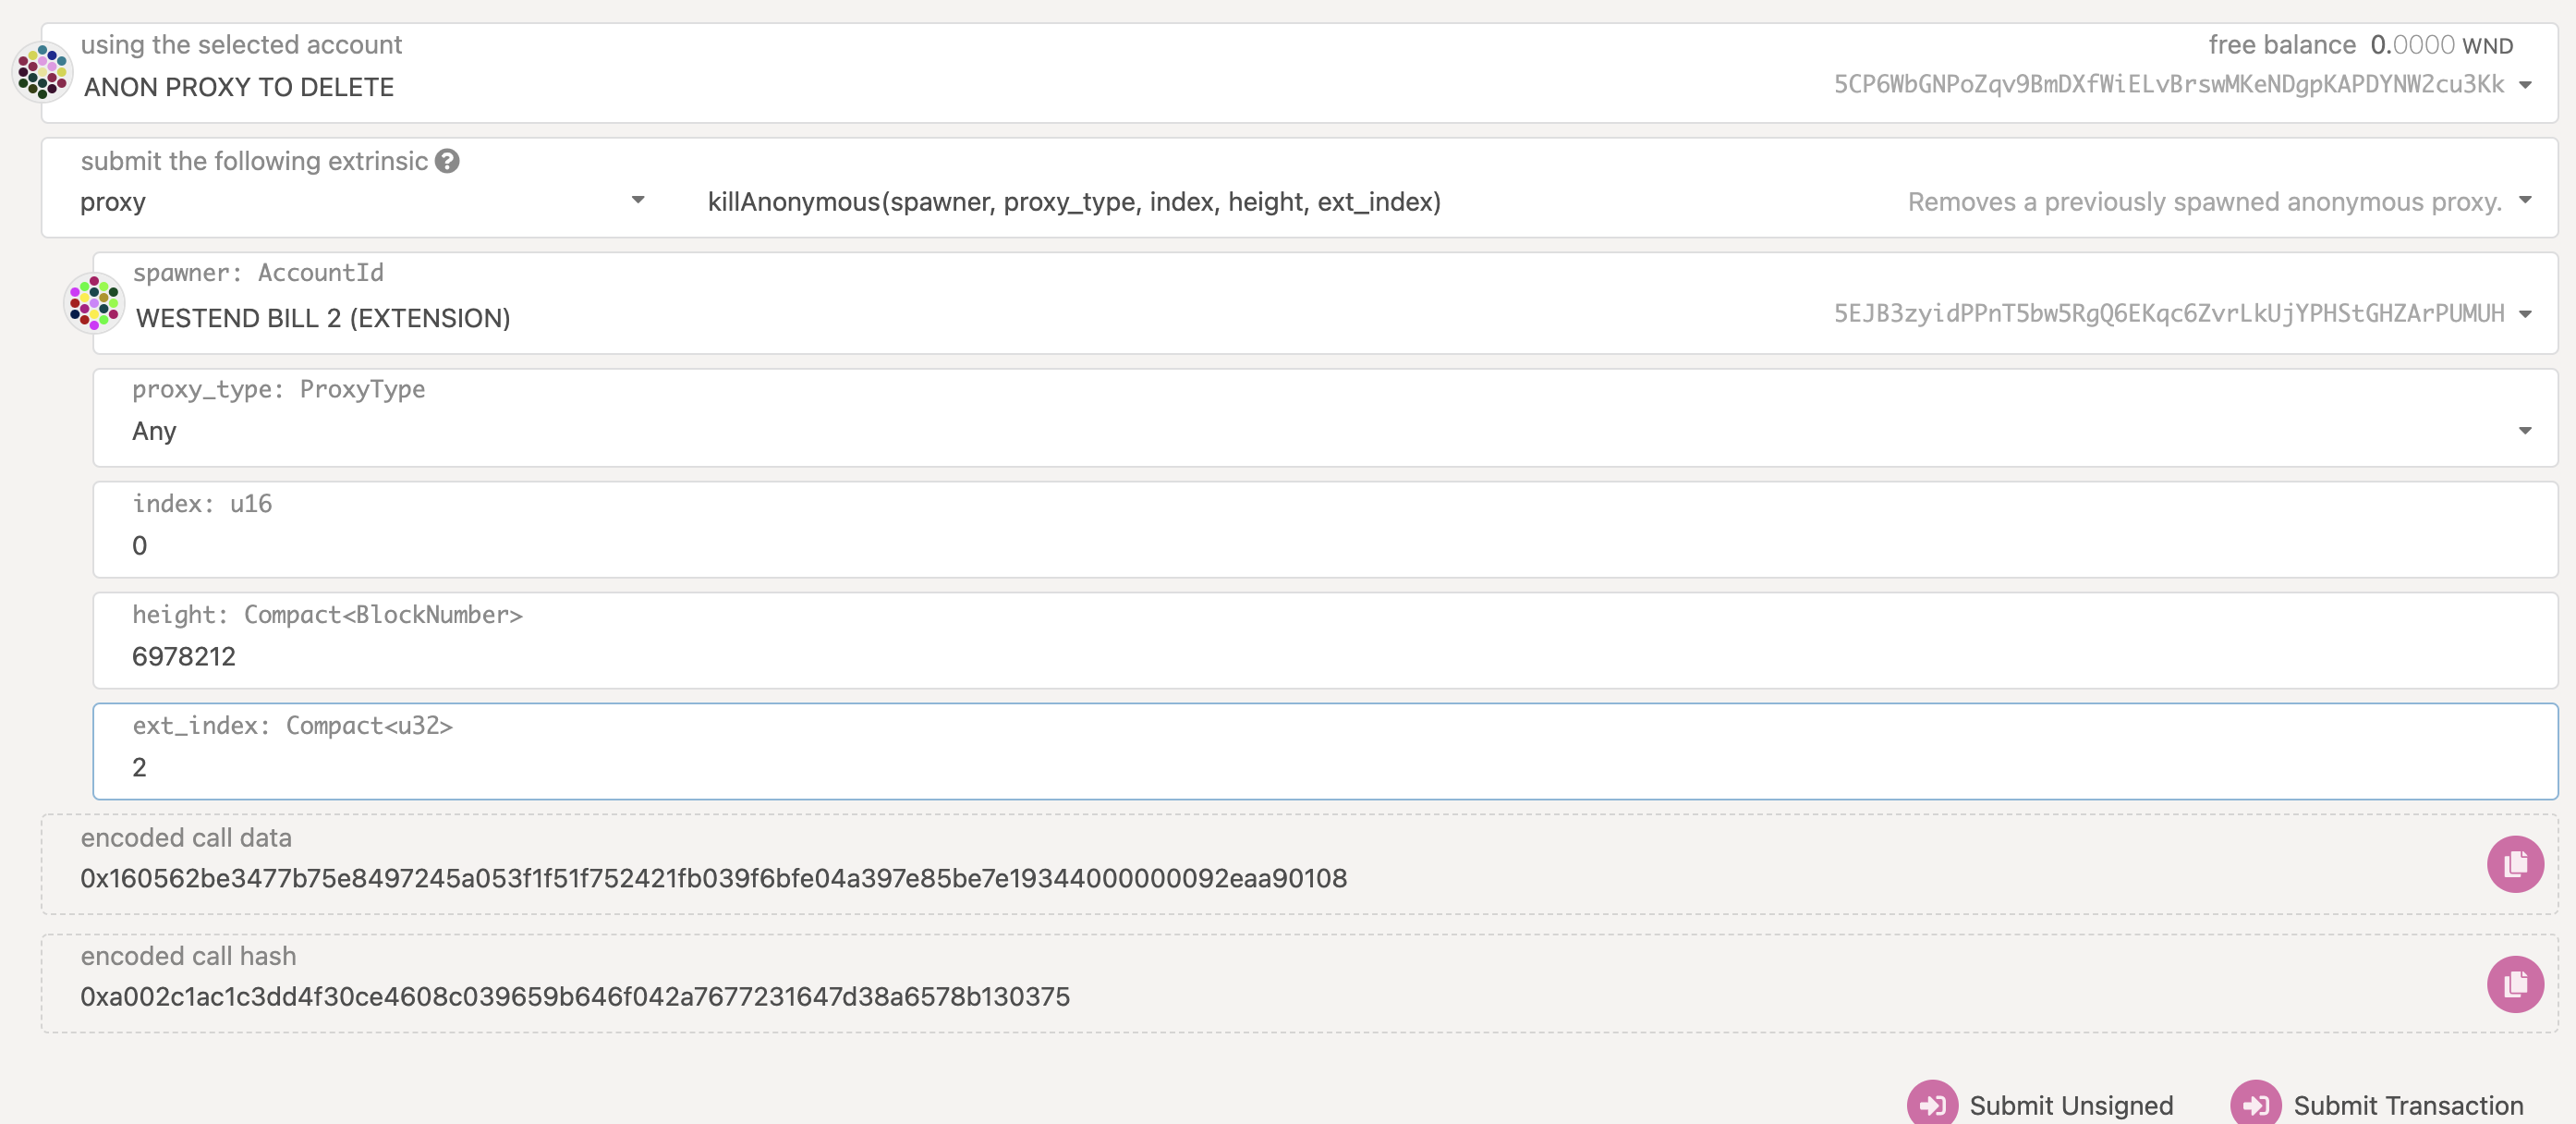 using the selected account
free balance 0.0000 WND
ANON PROXY TO DELETE
5CP6WbGNPoZqv9BmDXfWiELvBrswMKeNDgpKAPDYNW2cu3Kk
submit the following extrinsic ?
proxy
killAnonymous(spawner, proxy_type, index, height, ext_index)
Removes a previously spawned anonymous proxy.
spawner: AccountId
WESTEND BILL 2 (EXTENSION)
5EJB3zyidPPnT5bw5RgQ6EKqc6ZvrLkUjYPHStGHZArPUMUH
proxy_type: ProxyType
Any
index: u16
0
height: Compact<BlockNumber>
6978212
ext_index: Compact<u32>
2
encoded call data
0x160562be3477b75e8497245a053f1f51f752421fb039f6bfe04a397e85be7e19344000000092eaa90108
encoded call hash
0xa002c1ac1c3dd4f30ce4608c039659b646f042a7677231647d38a6578b130375
Submit Unsigned
Submit Transaction